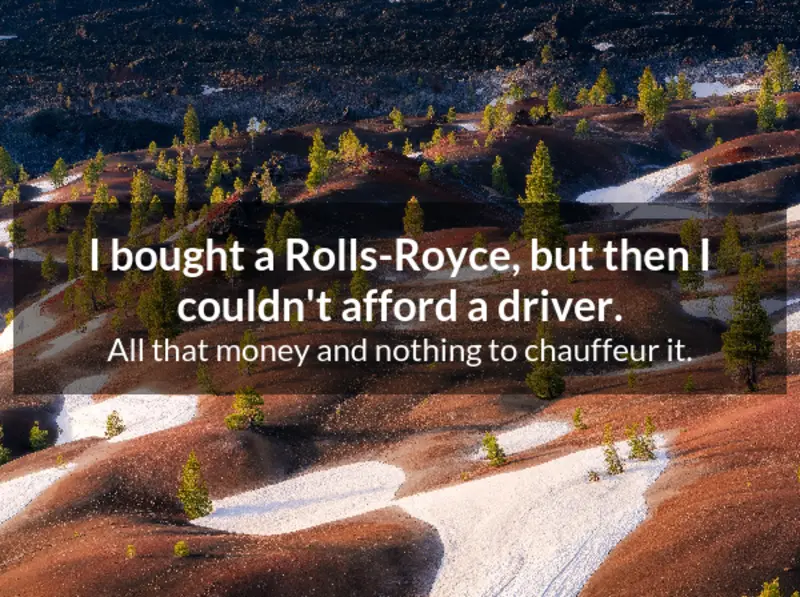 I bought a Rolls-Royce, but then I
couldn't afford a driver.
All that money and nothing to chauffeur it.